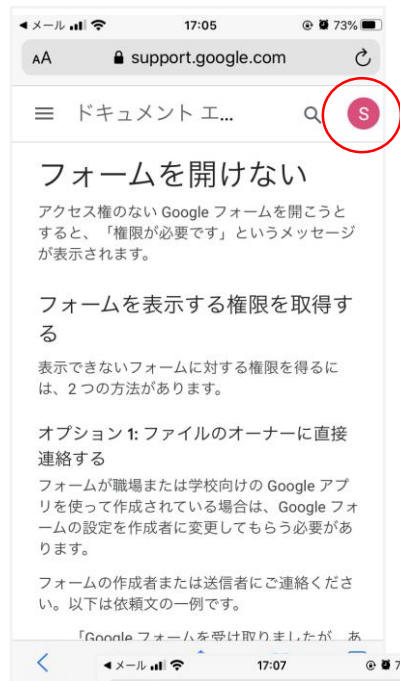 ◀メール 17:05 73%
AA support.google.com
ドキュメント エ... S
フォームを開けない
アクセス権のない Google フォームを開こうと
すると、「権限が必要です」というメッセージ
が表示されます。
フォームを表示する権限を取得す
る
表示できないフォームに対する権限を得るに
は、2 つの方法があります。
オプション 1: ファイルのオーナーに直接
連絡する
フォームが職場または学校向けの Google アプ
リを使って作成されている場合は、Google フォ
ームの設定を作成者に変更してもらう必要があ
ります。
フォームの作成者または送信者にご連絡くださ
い。以下は依頼文の一例です。
「Google フォームを受け取りましたが、あ
◀メール 17:07